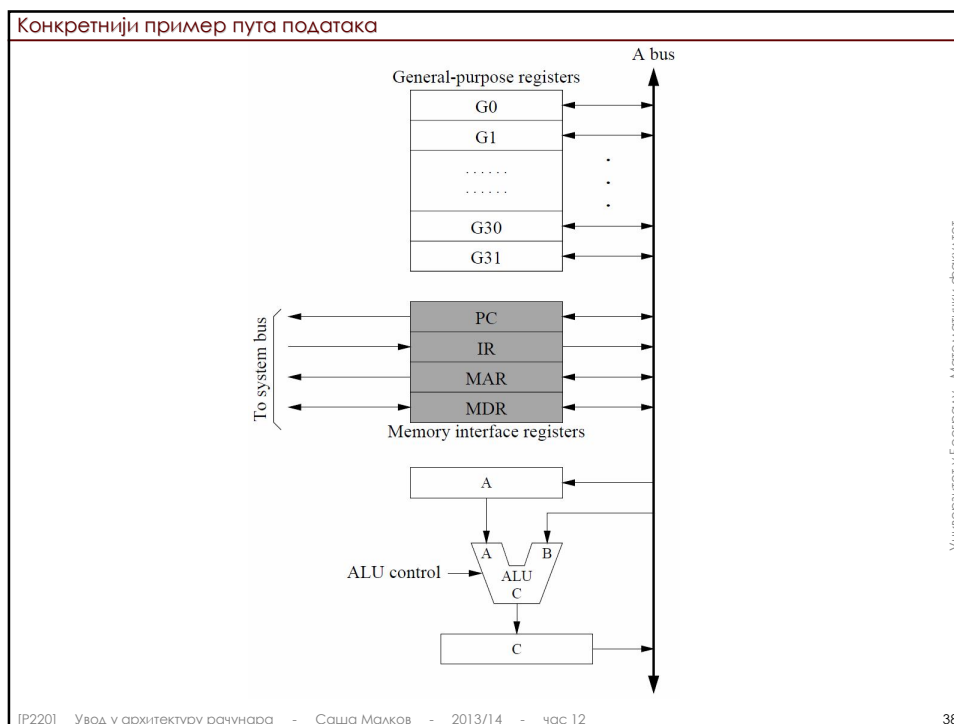 Конкретнији пример пута података
A bus
General-purpose registers
G0
G1
. . . . . .
. . . . . .
G30
G31
To system bus
PC
IR
MAR
MDR
Memory interface registers
A
A B
ALU control
ALU
C
C
[P220] Увод у архитектуру рачунара - Саша Малков - 2013/14 - час 12
38